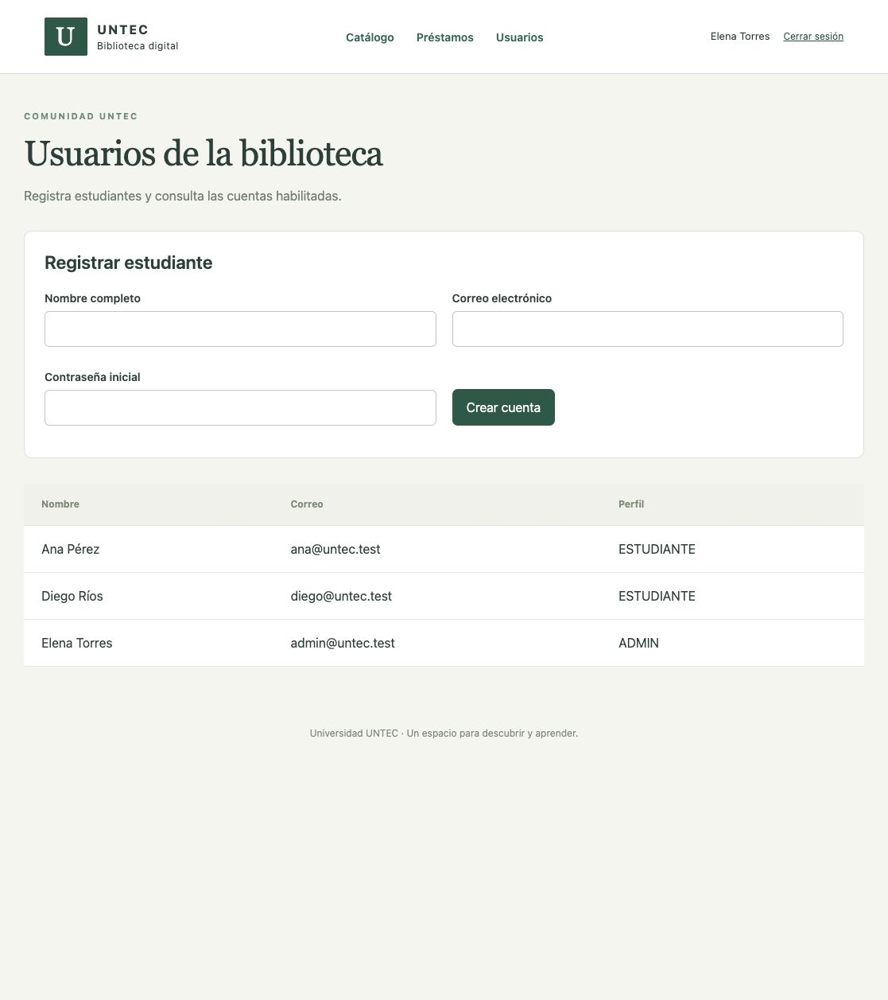 U
UNTEC
Biblioteca digital
Catálogo Préstamos Usuarios
Elena Torres Cerrar sesión
COMUNIDAD UNTEC
Usuarios de la biblioteca
Registra estudiantes y consulta las cuentas habilitadas.
Registrar estudiante
Nombre completo Correo electrónico
Contraseña inicial
Crear cuenta
Nombre Correo Perfil
Ana Pérez ana@untec.test ESTUDIANTE
Diego Ríos diego@untec.test ESTUDIANTE
Elena Torres admin@untec.test ADMIN
Universidad UNTEC · Un espacio para descubrir y aprender.